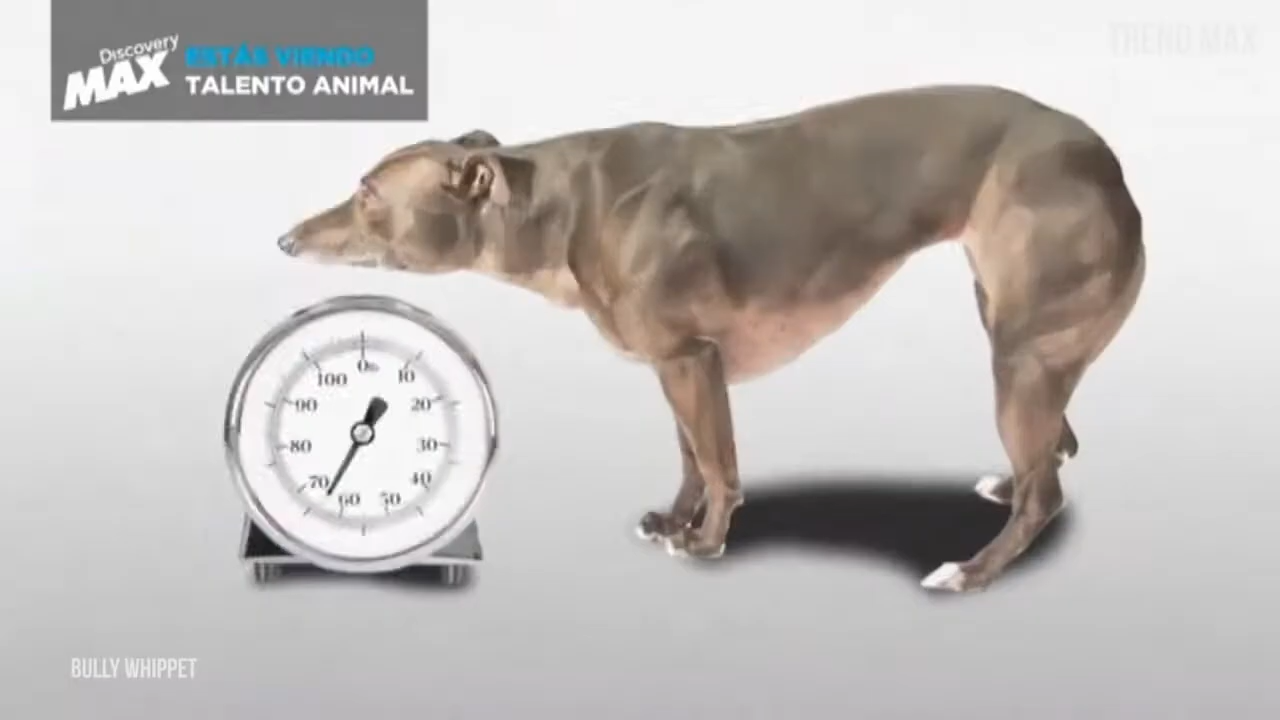 Discovery
MAX
ESTÁS VIENDO
TALENTO ANIMAL
TREND MAX
0lb
10
20
30
40
50
60
70
80
90
100
BULLY WHIPPET